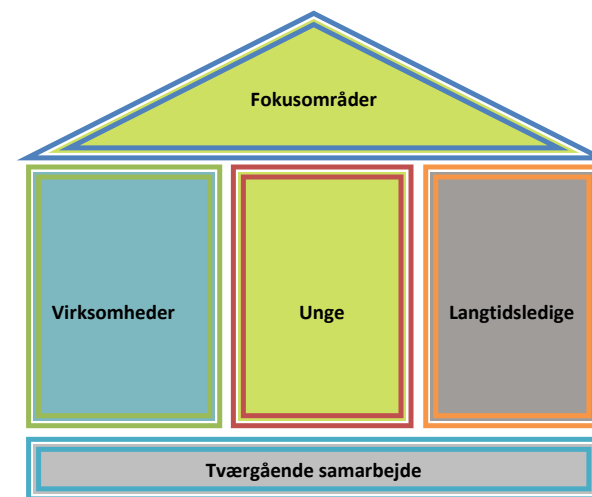 Fokusområder
Virksomheder
Unge
Langtidsledige
Tværgående samarbejde